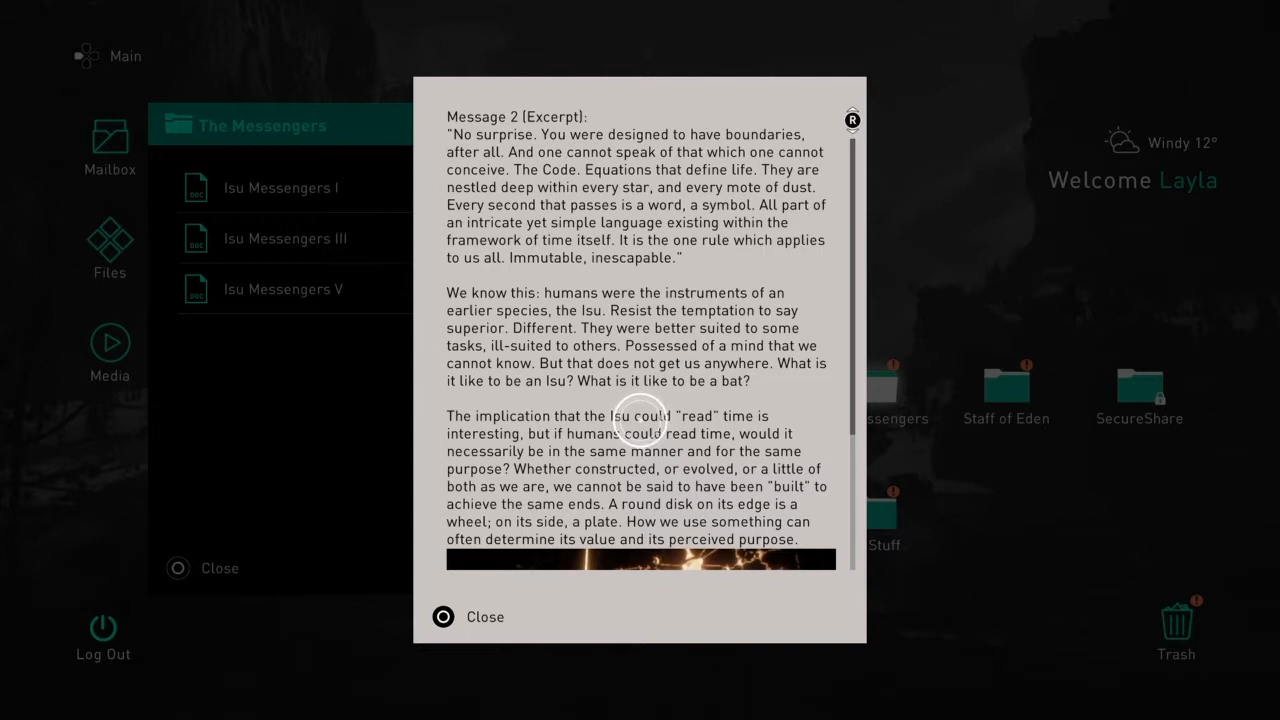 Main
The Messengers
Mailbox
Isu Messengers I
Files
Isu Messengers III
Isu Messengers V
Media
Close
Log Out
Message 2 (Excerpt):
"No surprise. You were designed to have boundaries,
after all. And one cannot speak of that which one cannot
conceive. The Code. Equations that define life. They are
nestled deep within every star, and every mote of dust.
Every second that passes is a word, a symbol. All part of
an intricate yet simple language existing within the
framework of time itself. It is the one rule which applies
to us all. Immutable, inescapable."
We know this: humans were the instruments of an
earlier species, the Isu. Resist the temptation to say
superior. Different. They were better suited to some
tasks, ill-suited to others. Possessed of a mind that we
cannot know. But that does not get us anywhere. What is
it like to be an Isu? What is it like to be a bat?
The implication that the Isu could "read" time is
interesting, but if humans could read time, would it
necessarily be in the same manner and for the same
purpose? Whether constructed, or evolved, or a little of
both as we are, we cannot be said to have been "built" to
achieve the same ends. A round disk on its edge is a
wheel; on its side, a plate. How we use something can
often determine its value and its perceived purpose.
R
Close
Windy 12°
Welcome Layla
ssengers
Staff of Eden
SecureShare
Stuff
Trash
DOC
DOC
DOC